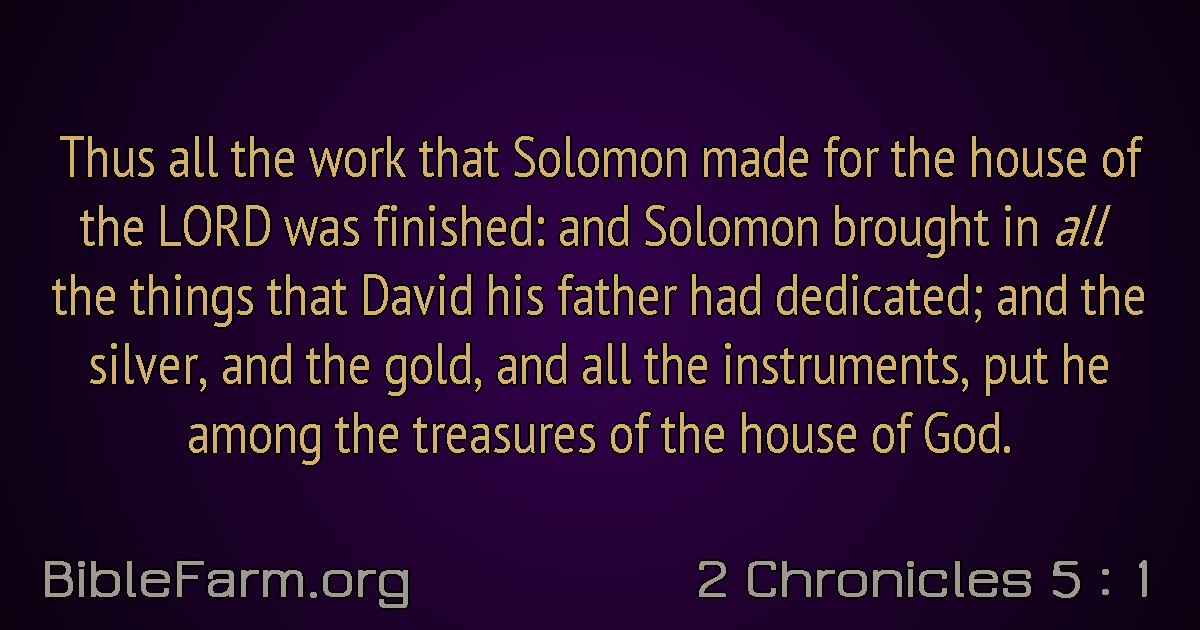 Thus all the work that Solomon made for the house of
the LORD was finished: and Solomon brought in all
the things that David his father had dedicated; and the
silver, and the gold, and all the instruments, put he
among the treasures of the house of God.
BibleFarm.org
2 Chronicles 5 : 1